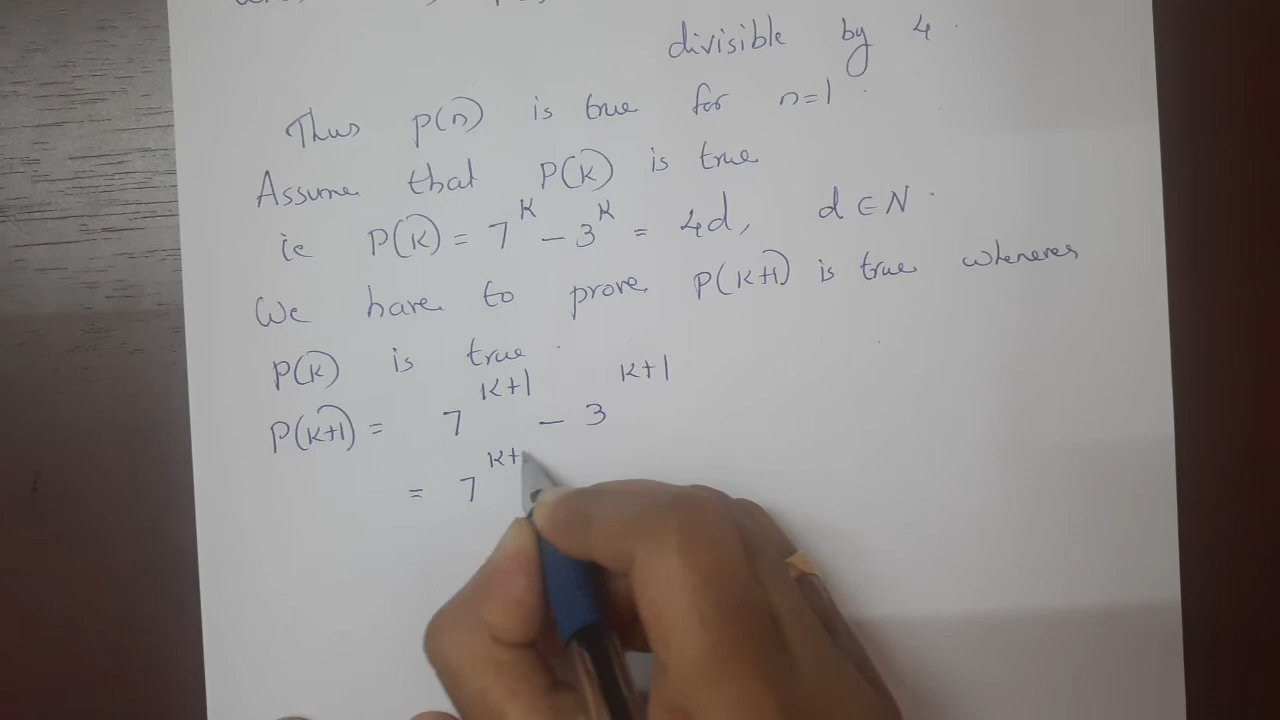 divisible by 4.
Thus P(n) is true for n=1.
Assume that P(k) is true
ie P(k) = 7^k - 3^k = 4d, d ∈ N.
We have to prove P(k+1) is true whenever
P(k) is true.
P(k+1) = 7^k+1 - 3^k+1
= 7^k+